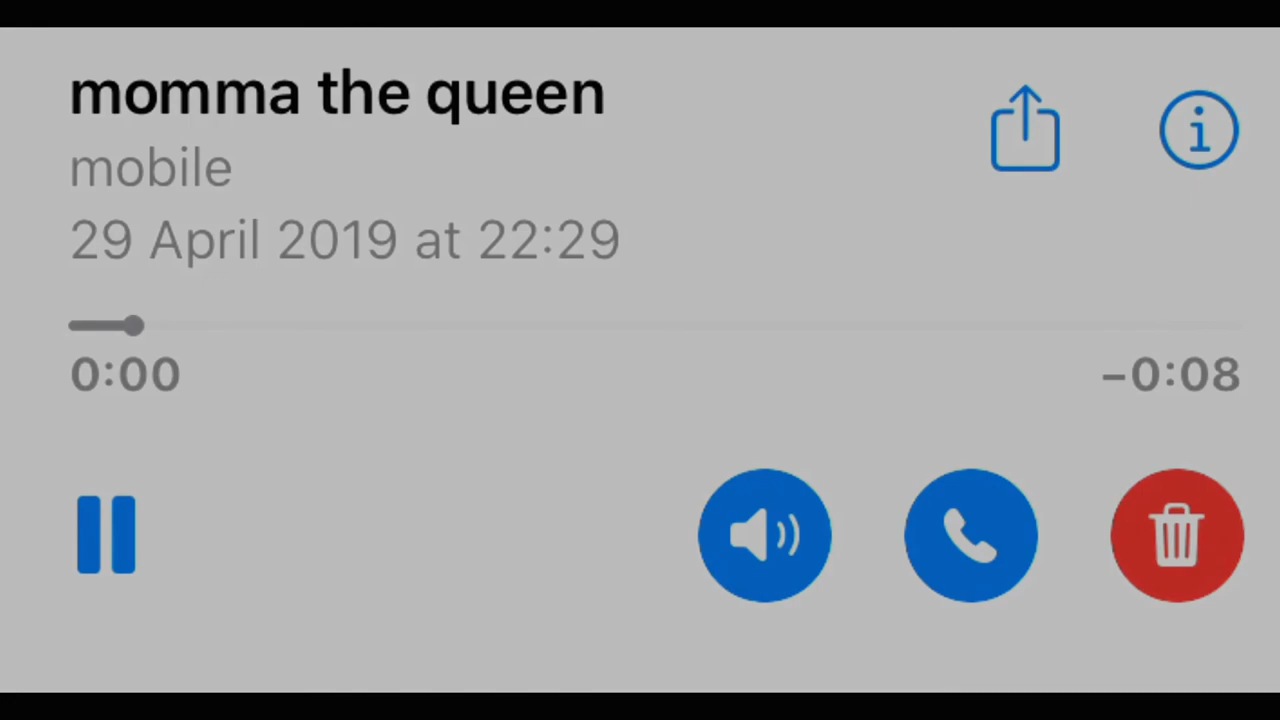 momma the queen
mobile
29 April 2019 at 22:29
0:00
−0:08